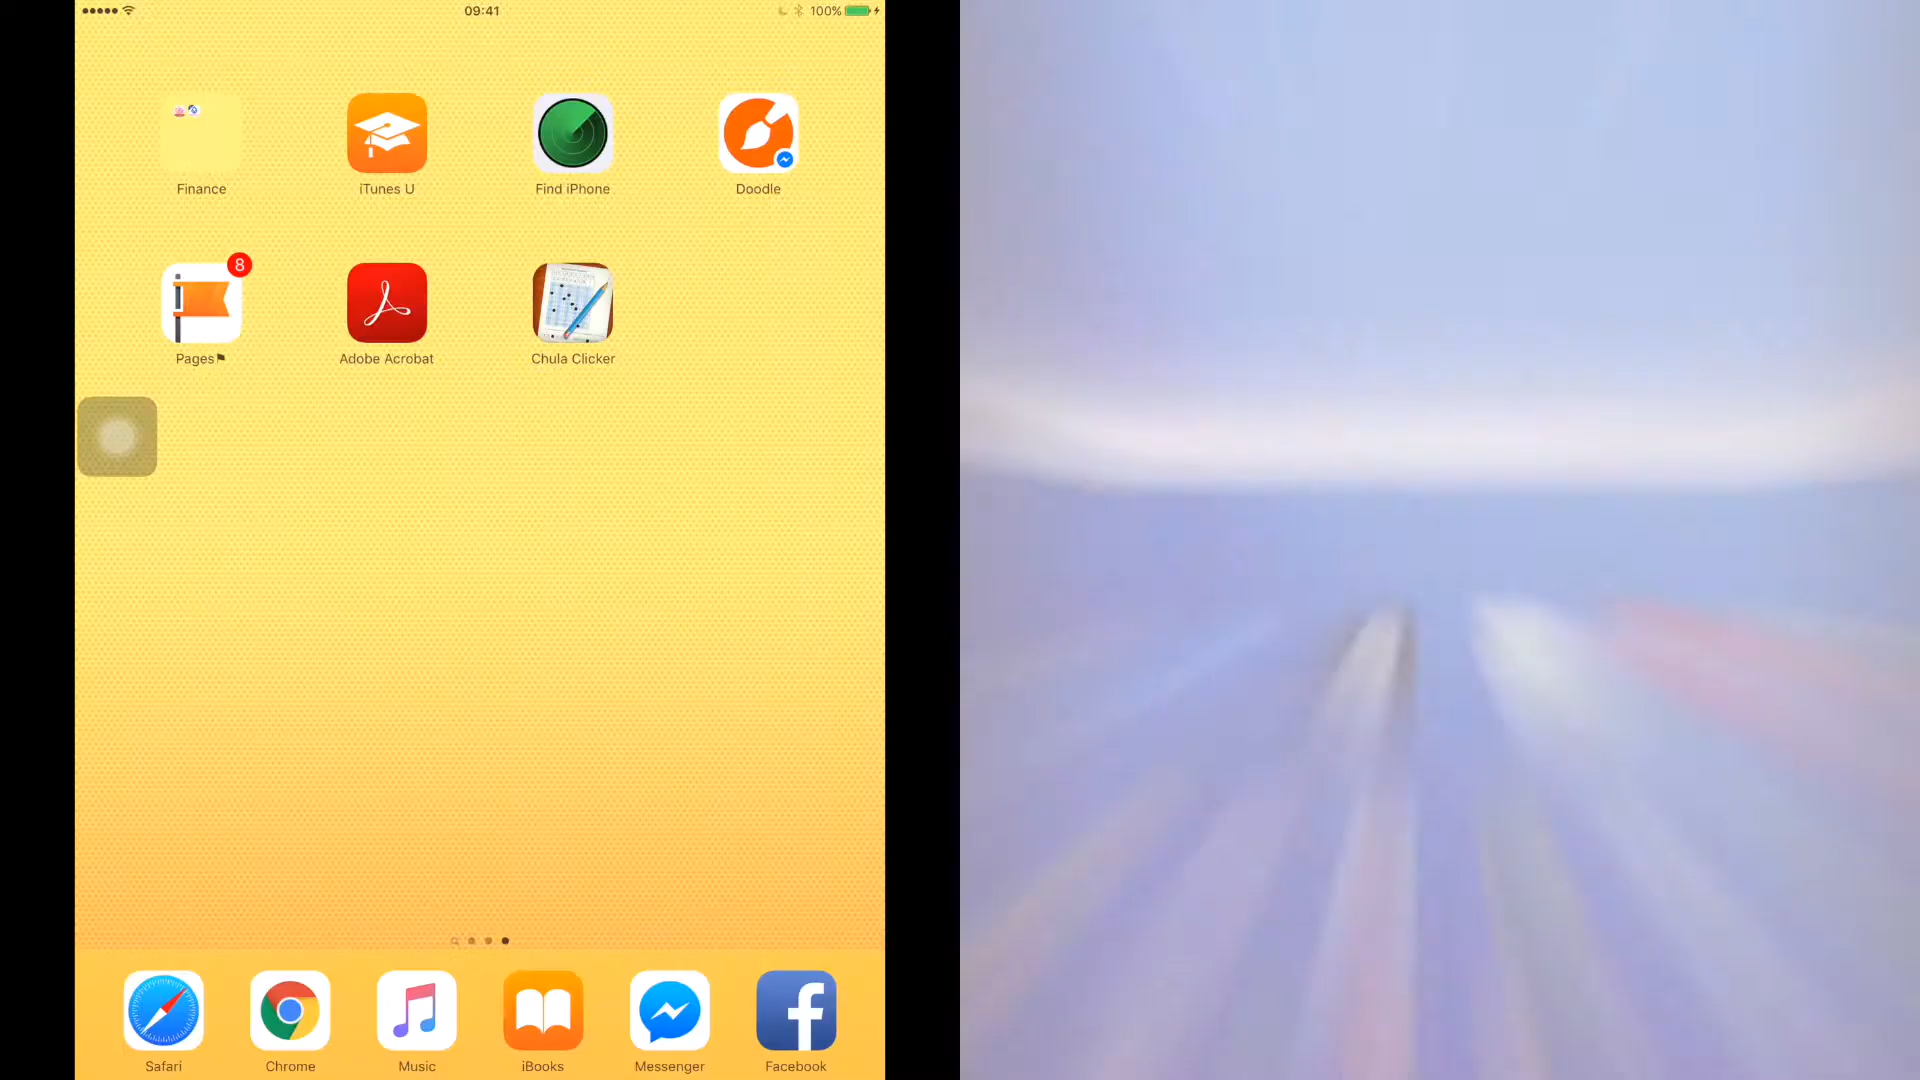 09:41
100%
Finance
iTunes U
Find iPhone
Doodle
8
Pages⚑
Adobe Acrobat
Chula Clicker
Safari
Chrome
Music
iBooks
Messenger
Facebook